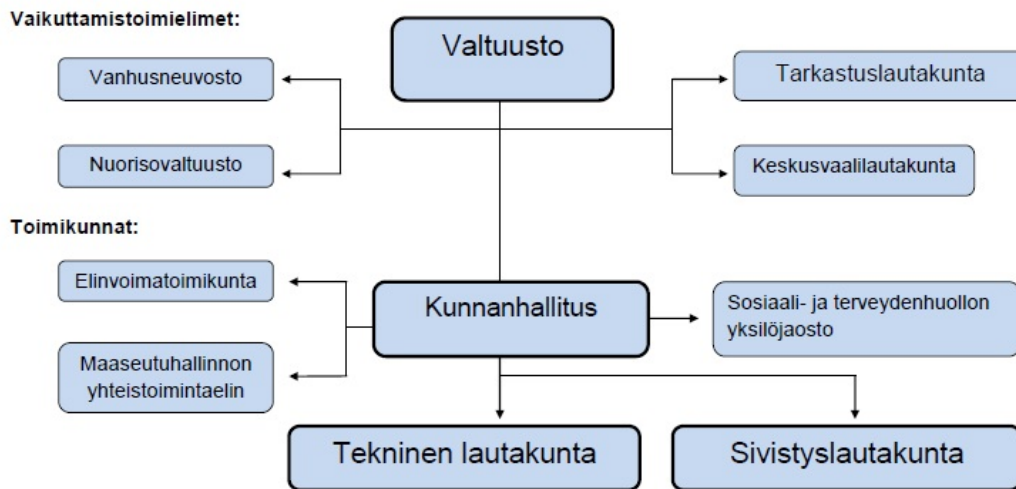 Vaikuttamistoimielimet:
Valtuusto
Vanhusneuvosto
Tarkastuslautakunta
Nuorisovaltuusto
Keskusvaalilautakunta
Toimikunnat:
Elinvoimatoimikunta
Kunnanhallitus
Sosiaali- ja terveydenhuollon
yksilöjaosto
Maaseutuhallinnon
yhteistoimintaelin
Tekninen lautakunta
Sivistyslautakunta